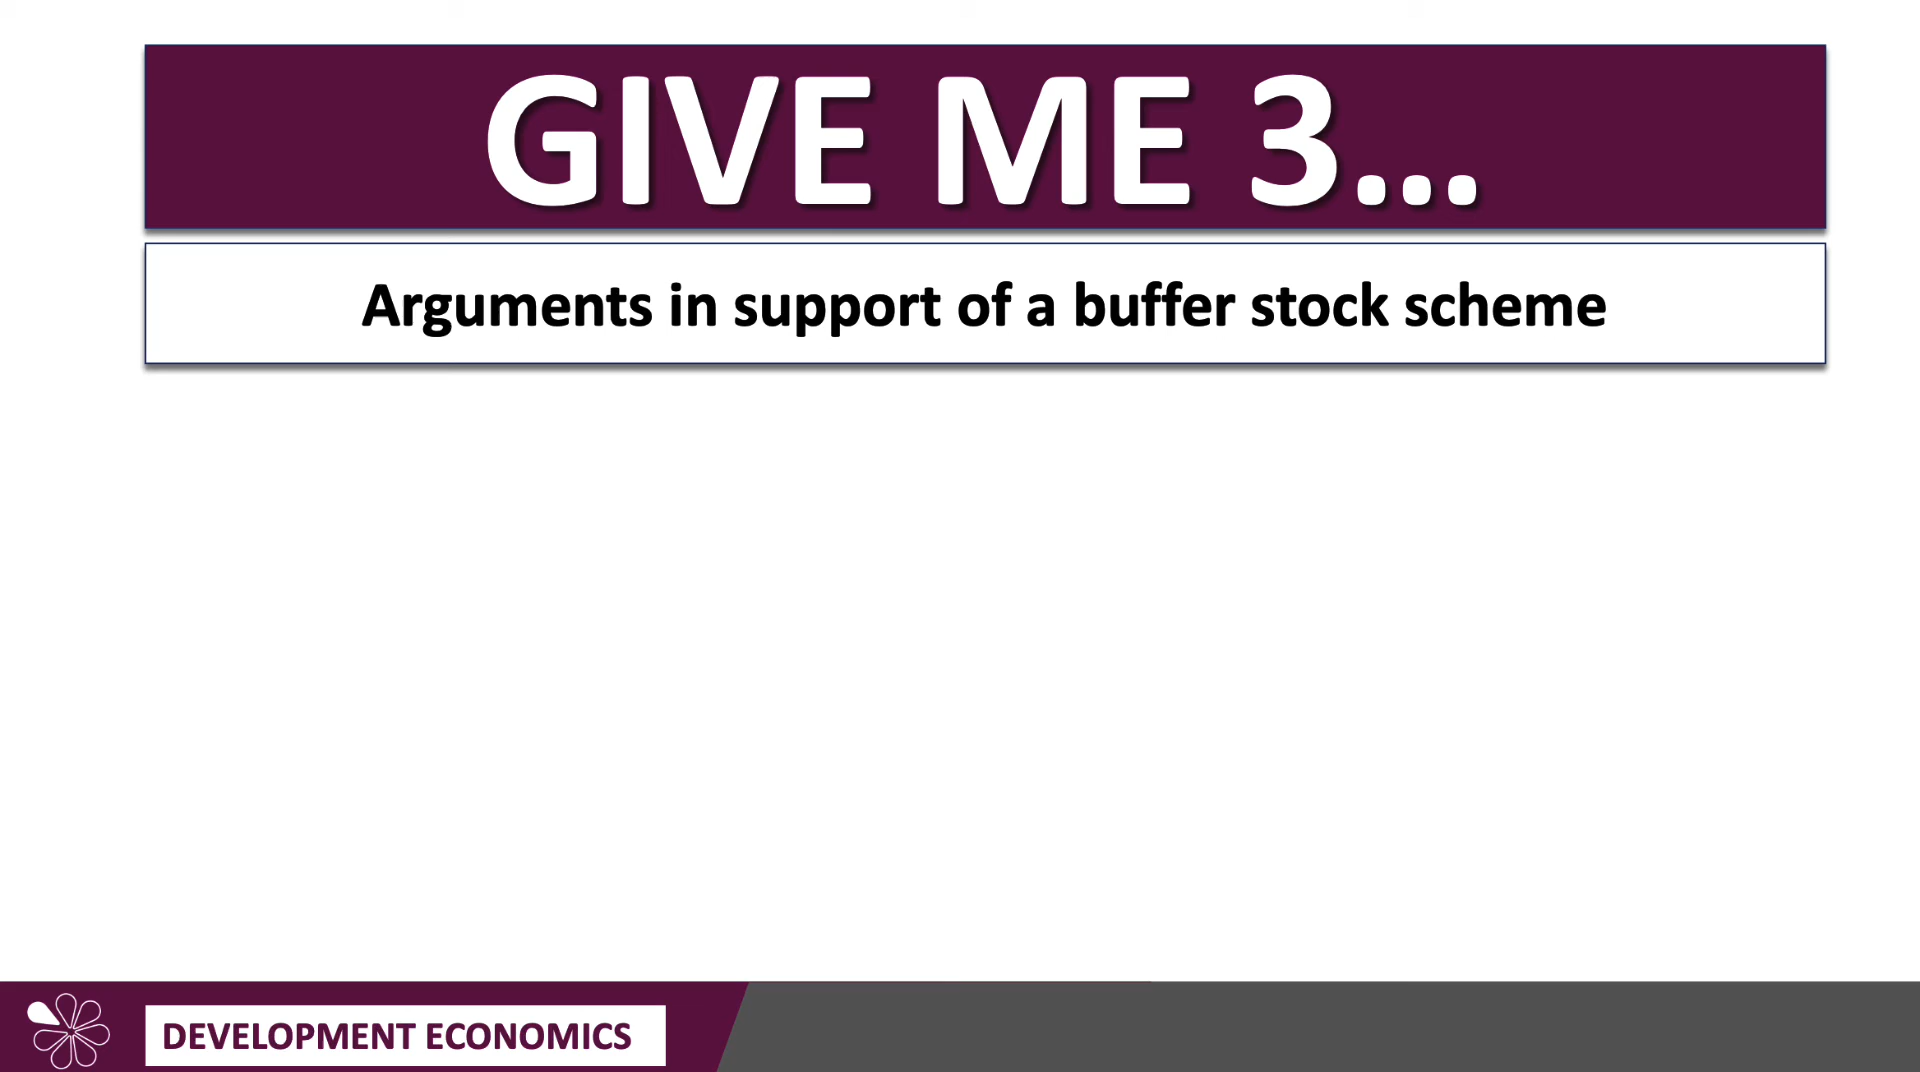 GIVE ME 3...
Arguments in support of a buffer stock scheme
DEVELOPMENT ECONOMICS